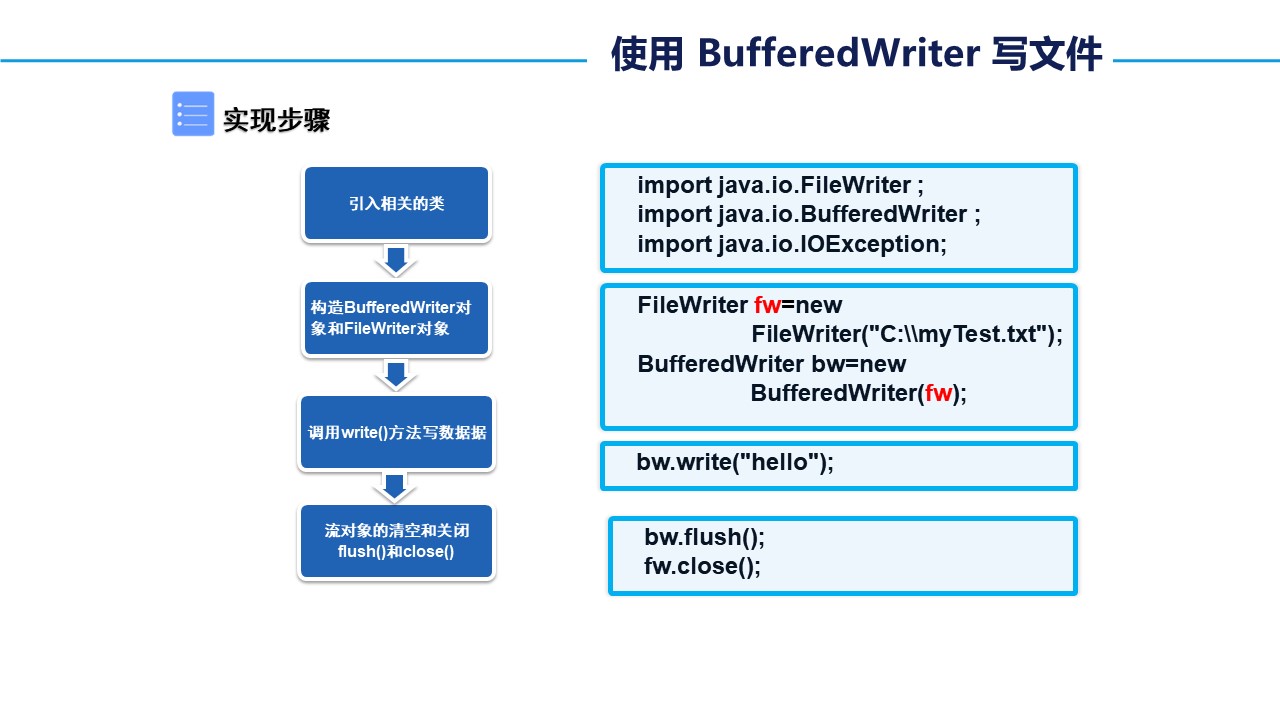 使用 BufferedWriter 写文件
实现步骤
引入相关的类
import java.io.FileWriter ;
import java.io.BufferedWriter ;
import java.io.IOException;
构造BufferedWriter对
象和FileWriter对象
FileWriter fw=new
FileWriter("C:\\myTest.txt");
BufferedWriter bw=new
BufferedWriter(fw);
调用write()方法写数据据
bw.write("hello");
流对象的清空和关闭
flush()和close()
bw.flush();
fw.close();